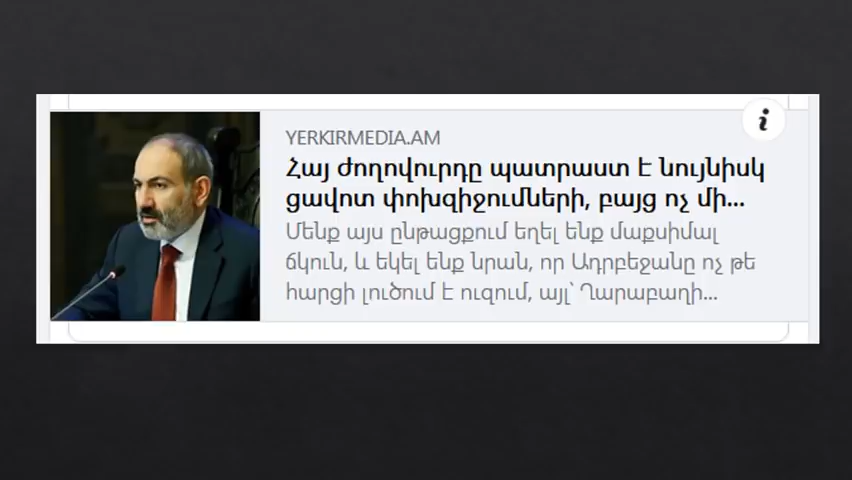 YERKIRMEDIA.AM
Հայ ժողովուրդը պատրաստ է նույնիսկ
ցավոտ փոխզիջումների, բայց ոչ մի...
Մենք այս ընթացքում եղել ենք մաքսիմալ
ճկուն, և եկել ենք նրան, որ Ադրբեջանը ոչ թե
հարցի լուծում է ուզում, այլ՝ Ղարաբաղի...